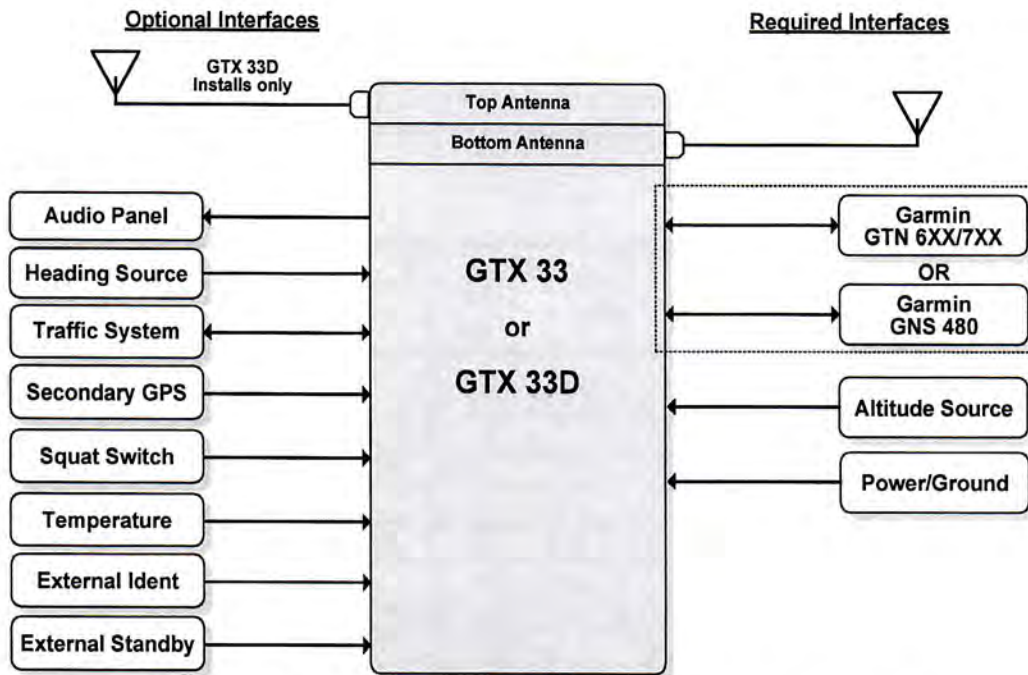 Optional Interfaces
Required Interfaces
GTX 33D
Installs only
Top Antenna
Bottom Antenna
Audio Panel
Heading Source
Traffic System
Secondary GPS
Squat Switch
Temperature
External Ident
External Standby
GTX 33
or
GTX 33D
Garmin
GTN 6XX/7XX
OR
Garmin
GNS 480
Altitude Source
Power/Ground